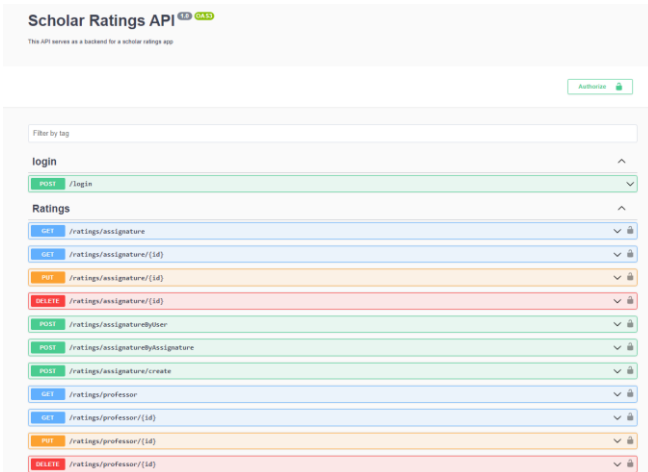 Scholar Ratings API 1.0 OAS3
This API serves as a backend for a scholar ratings app
Authorize
Filter by tag
login
POST /login
Ratings
GET /ratings/assignature
GET /ratings/assignature/{id}
PUT /ratings/assignature/{id}
DELETE /ratings/assignature/{id}
POST /ratings/assignatureByUser
POST /ratings/assignatureByAssignature
POST /ratings/assignature/create
GET /ratings/professor
GET /ratings/professor/{id}
PUT /ratings/professor/{id}
DELETE /ratings/professor/{id}